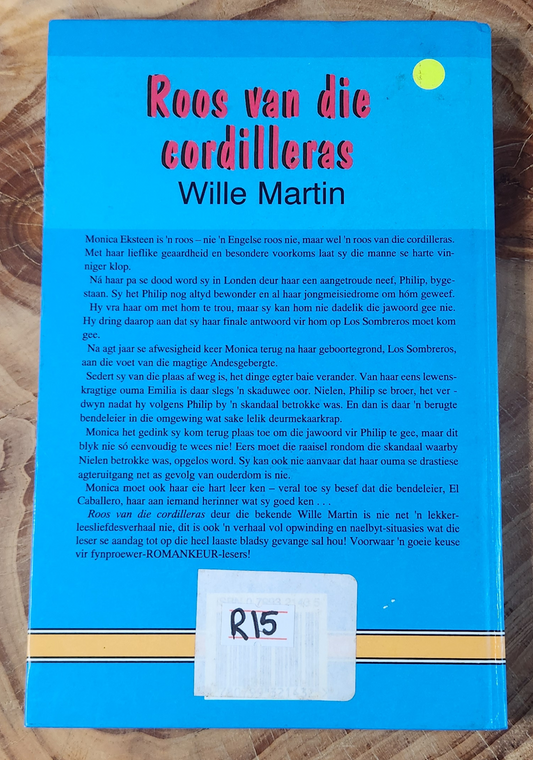 Roos van die
cordilleras
Wille Martin
Monica Eksteen is 'n roos – nie 'n Engelse roos nie, maar wel 'n roos van die cordilleras.
Met haar lieflike geaardheid en besondere voorkoms laat sy die manne se harte vin-
niger klop.
Ná haar pa se dood word sy in Londen deur haar een aangetroude neef, Philip, byge-
staan. Sy het Philip nog altyd bewonder en al haar jongmeisiedrome om hóm geweef.
Hy vra haar om met hom te trou, maar sy kan hom nie dadelik die jawoord gee nie.
Hy dring daarop aan dat sy haar finale antwoord vir hom op Los Sombreros moet kom
gee.
Na agt jaar se afwesigheid keer Monica terug na haar geboortegrond, Los Sombreros,
aan die voet van die magtige Andesgebergte.
Sedert sy van die plaas af weg is, het dinge egter baie verander. Van haar eens lewens-
kragtige ouma Emilia is daar slegs 'n skaduwee oor. Nielen, Philip se broer, het ver -
dwyn nadat hy volgens Philip by 'n skandaal betrokke was. En dan is daar 'n berugte
bendeleier in die omgewing wat sake lelik deurmekaarkrap.
Monica het gedink sy kom terug plaas toe om die jawoord vir Philip te gee, maar dit
blyk nie só eenvoudig te wees nie! Eers moet die raaisel rondom die skandaal waarby
Nielen betrokke was, opgelos word. Sy kan ook nie aanvaar dat haar ouma se drastiese
agteruitgang net as gevolg van ouderdom is nie.
Monica moet ook haar eie hart leer ken – veral toe sy besef dat die bendeleier, El
Caballero, haar aan iemand herinner wat sy goed ken . . .
Roos van die cordilleras deur die bekende Wille Martin is nie net 'n lekker-
leesliefdesverhaal nie, dit is ook 'n verhaal vol opwinding en naelbyt-situasies wat die
leser se aandag tot op die heel laaste bladsy gevange sal hou! Voorwaar 'n goeie keuse
vir fynproewer-ROMANKEUR-lesers!
R15